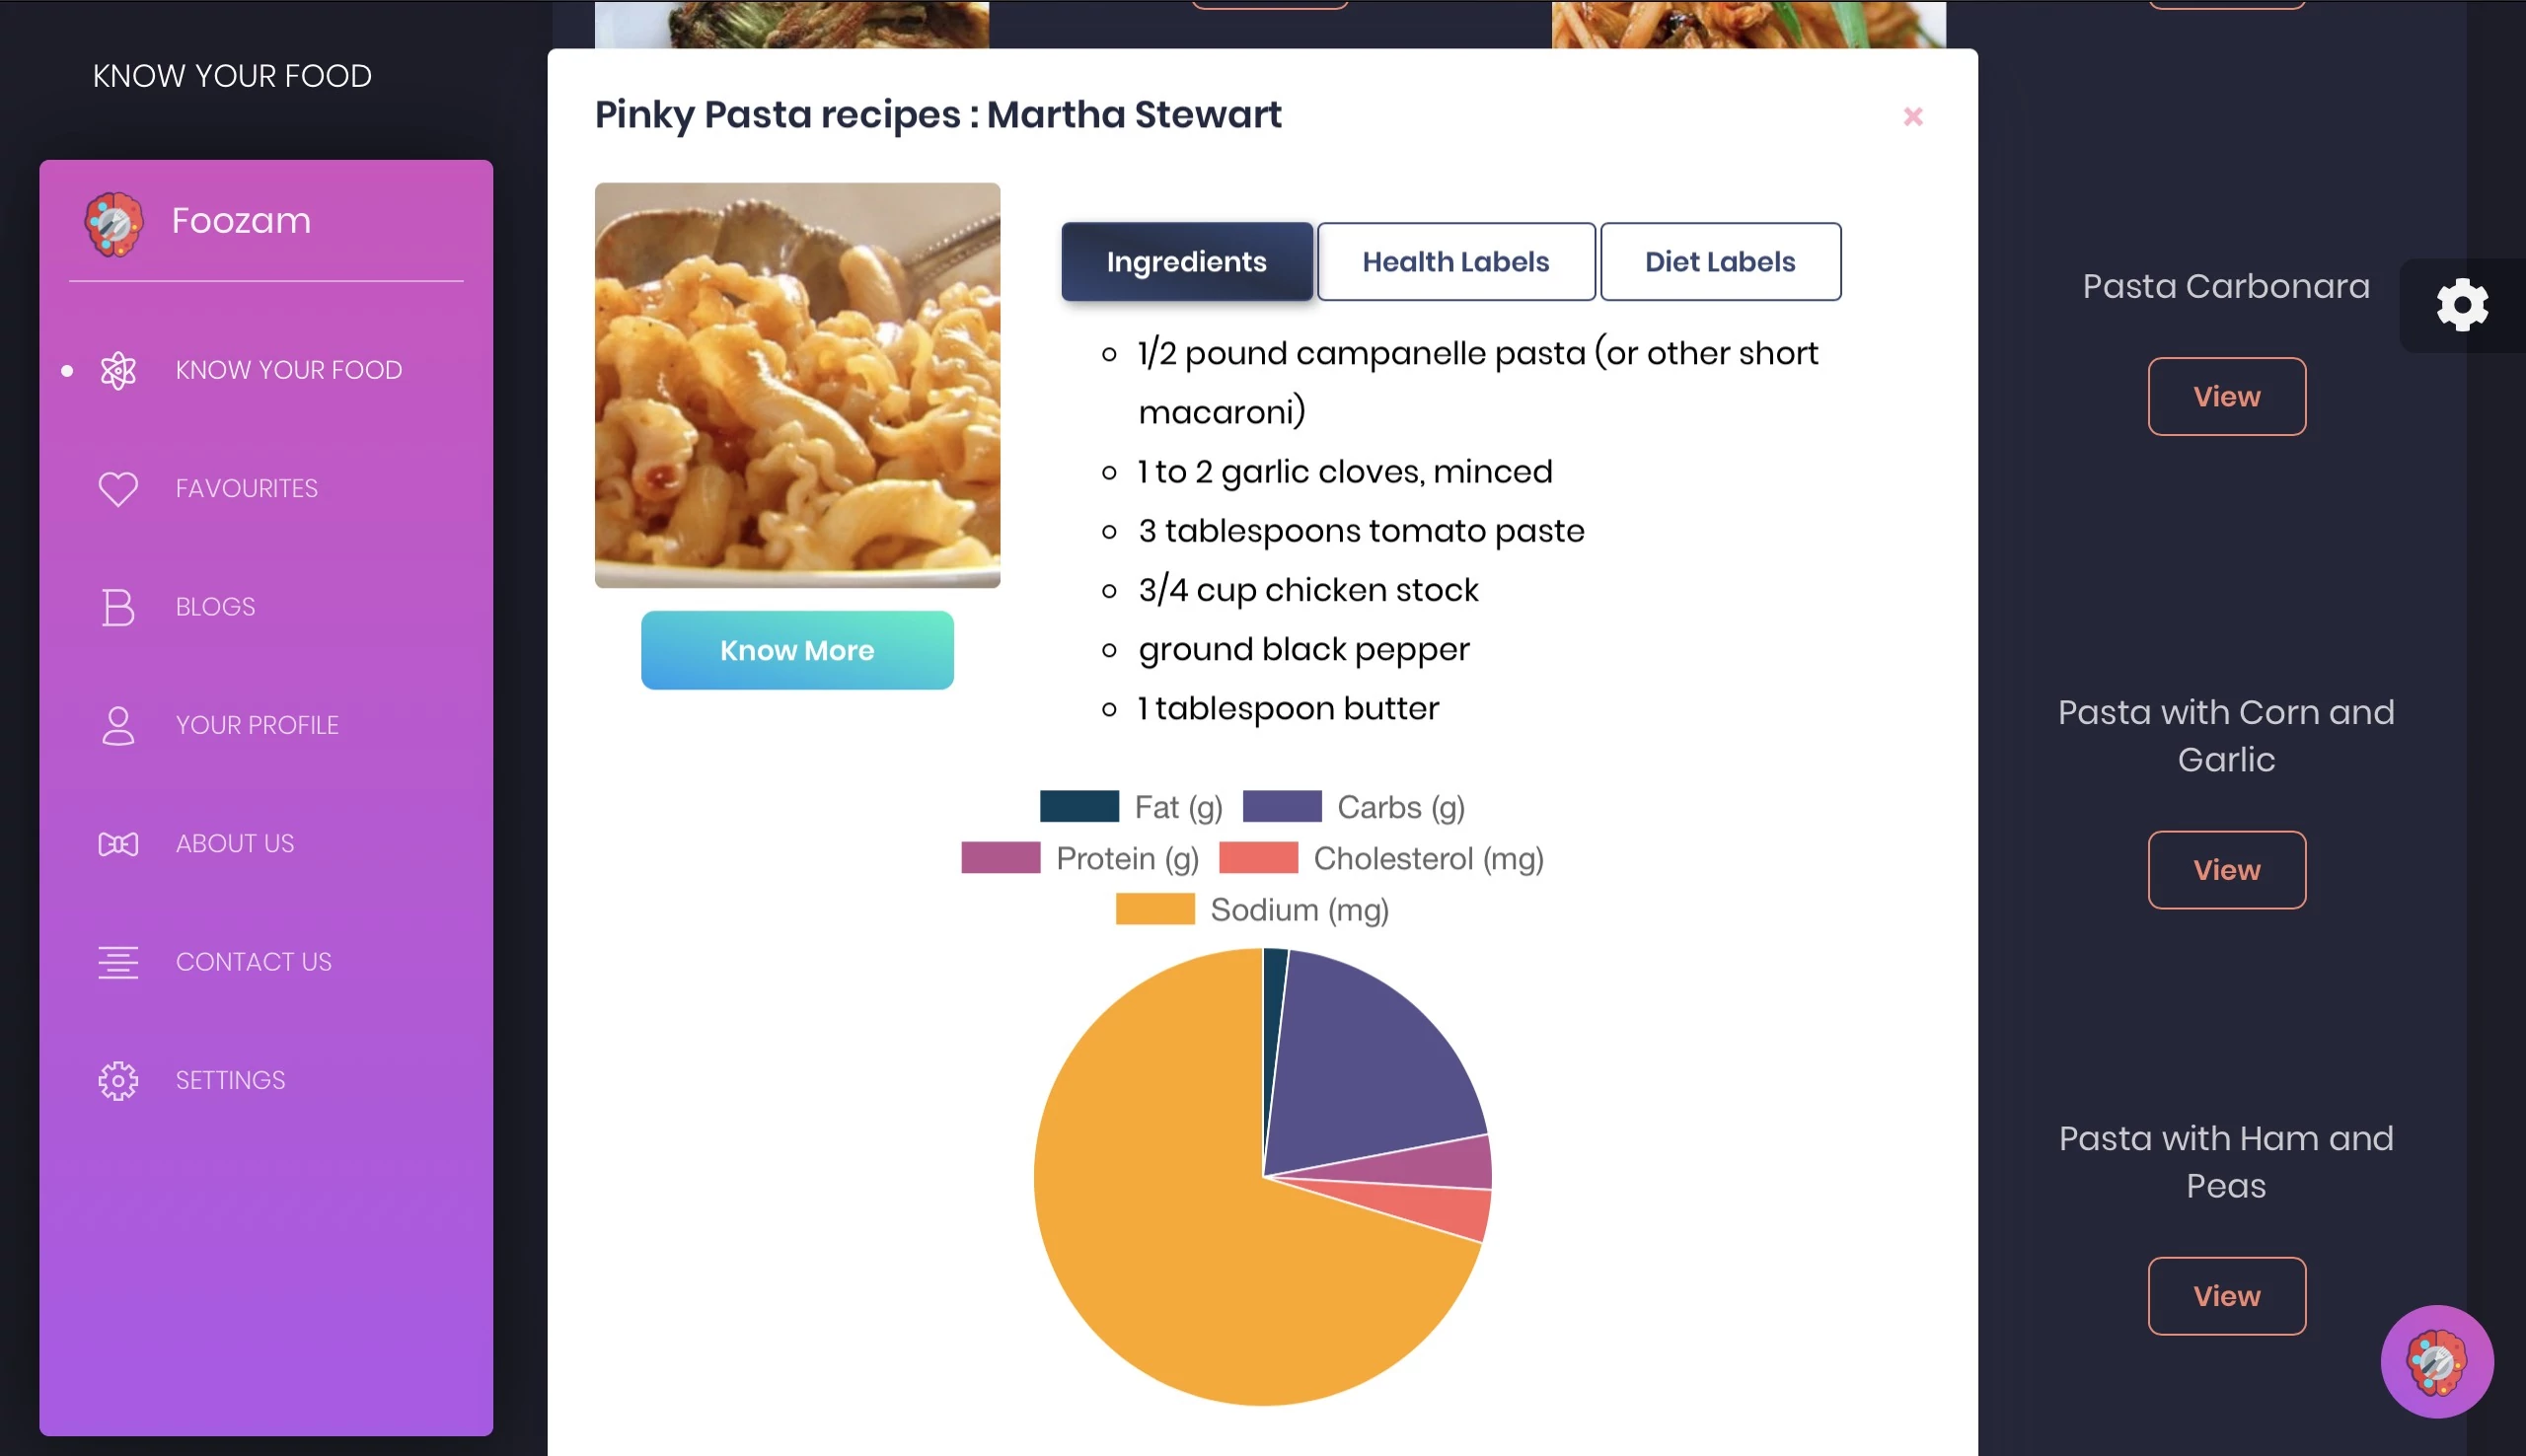 KNOW YOUR FOOD
Foozam
KNOW YOUR FOOD
FAVOURITES
BLOGS
YOUR PROFILE
ABOUT US
CONTACT US
SETTINGS
Pinky Pasta recipes : Martha Stewart
Ingredients
Health Labels
Diet Labels
1/2 pound campanelle pasta (or other short
macaroni)
1 to 2 garlic cloves, minced
3 tablespoons tomato paste
3/4 cup chicken stock
ground black pepper
1 tablespoon butter
Know More
Fat (g) Carbs (g)
Protein (g) Cholesterol (mg)
Sodium (mg)
Pasta Carbonara
View
Pasta with Corn and
Garlic
View
Pasta with Ham and
Peas
View